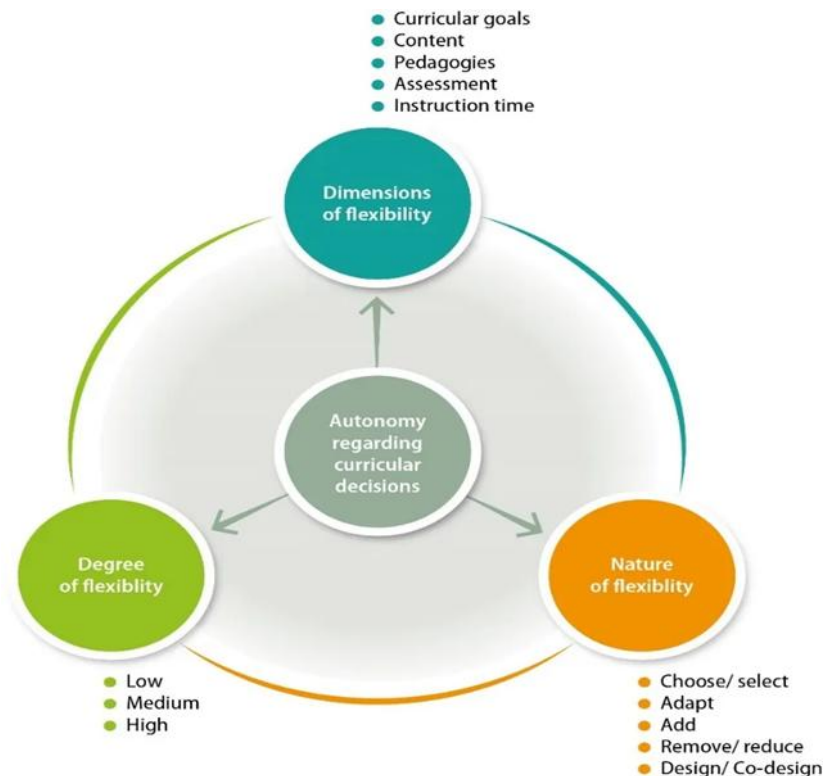 Curricular goals
Content
Pedagogies
Assessment
Instruction time
Dimensions
of flexibility
Autonomy
regarding
curricular
decisions
Degree
of flexiblity
Nature
of flexiblity
Low
Medium
High
Choose/ select
Adapt
Add
Remove/ reduce
Design/ Co-design